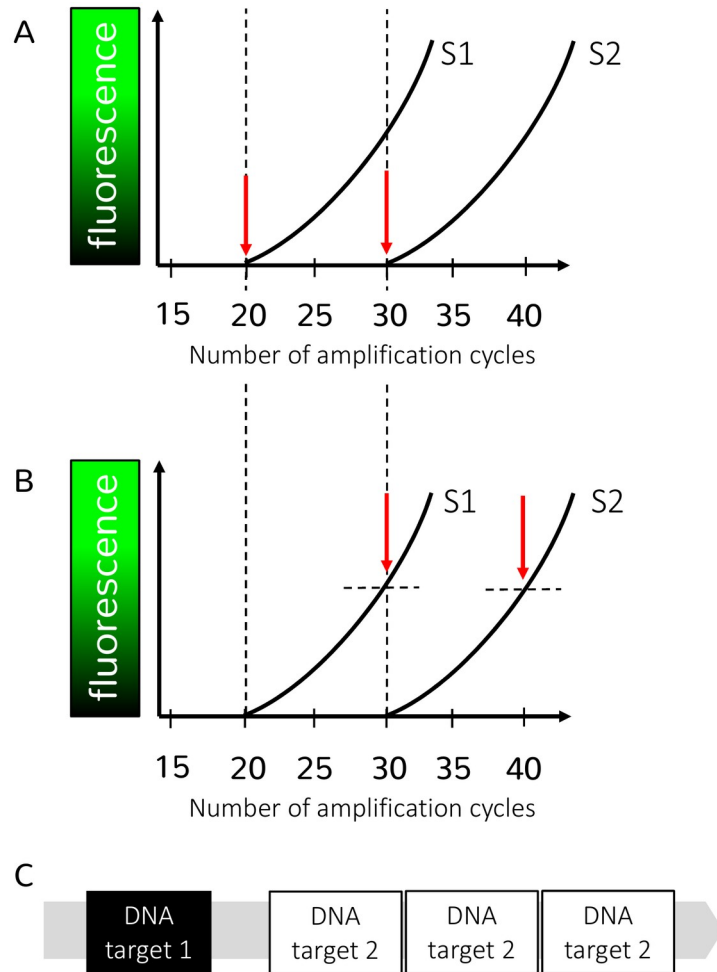 A
fluorescence
S1
S2
15 20 25 30 35 40
Number of amplification cycles
B
fluorescence
S1
S2
15 20 25 30 35 40
Number of amplification cycles
C
DNA
target 1
DNA
target 2
DNA
target 2
DNA
target 2